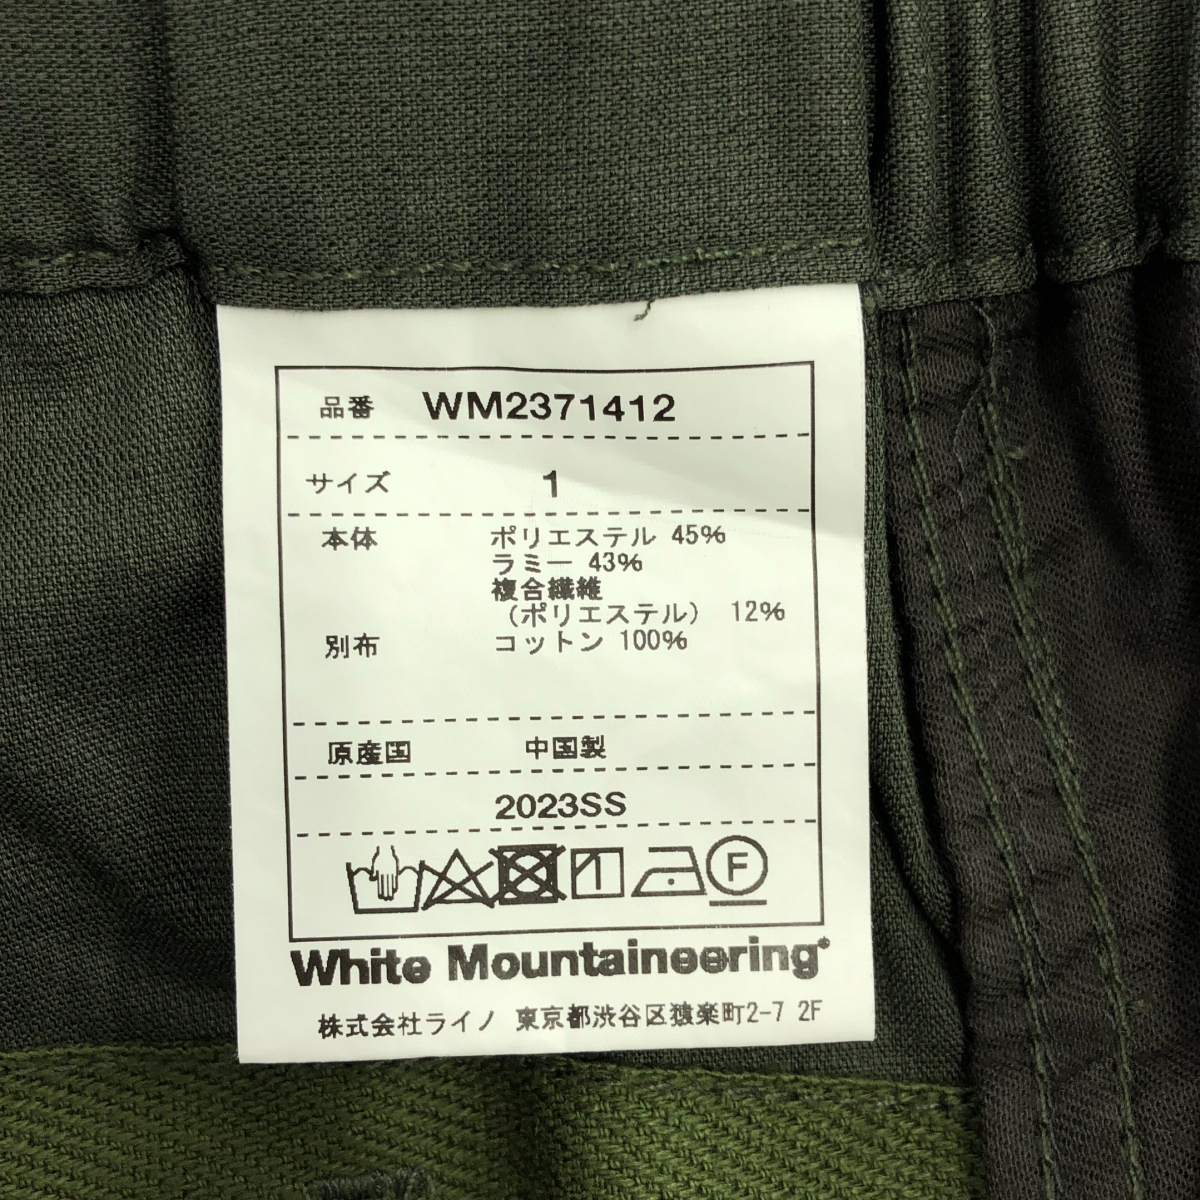 品番 WM2371412
サイズ 1
本体 ポリエステル 45%
ラミー 43%
複合繊維
(ポリエステル) 12%
別布 コットン 100%
原産国 中国製
2023SS
F
White Mountaineering
株式会社ライノ 東京都渋谷区猿楽町2-7 2F